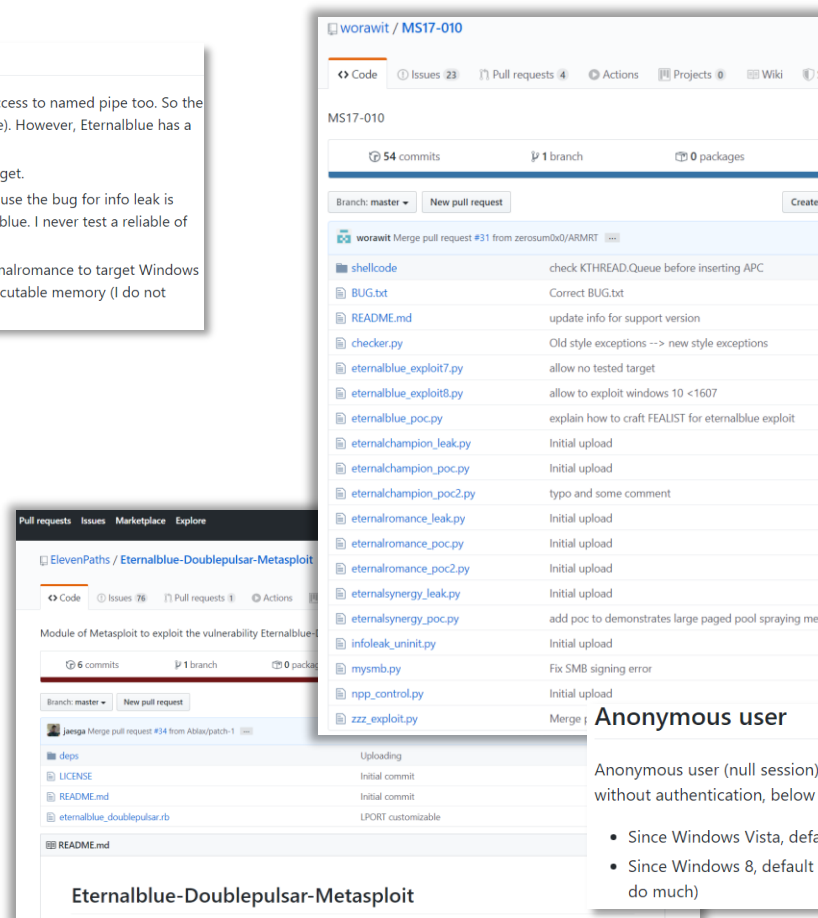 cess to named pipe too. So the
e). However, Eternalblue has a
get.
use the bug for info leak is
blue. I never test a reliable of
nalromance to target Windows
cutable memory (I do not
worawit / MS17-010
Code Issues 23 Pull requests 4 Actions Projects 0 Wiki
MS17-010
54 commits 1 branch 0 packages
Branch: master New pull request Create
worawit Merge pull request #31 from zerosum0x0/ARMRT ...
shellcode check KTHREAD.Queue before inserting APC
BUG.txt Correct BUG.txt
README.md update info for support version
checker.py Old style exceptions --> new style exceptions
eternalblue_exploit7.py allow no tested target
eternalblue_exploit8.py allow to exploit windows 10 <1607
eternalblue_poc.py explain how to craft FEALIST for eternalblue exploit
eternalchampion_leak.py Initial upload
eternalchampion_poc.py Initial upload
eternalchampion_poc2.py typo and some comment
eternalromance_leak.py Initial upload
eternalromance_poc.py Initial upload
eternalromance_poc2.py Initial upload
eternalsynergy_leak.py Initial upload
eternalsynergy_poc.py add poc to demonstrates large paged pool spraying me
infoleak_uninit.py Initial upload
mysmb.py Fix SMB signing error
npp_control.py Initial upload
zzz_exploit.py Merge p
Pull requests Issues Marketplace Explore
ElevenPaths / Eternalblue-Doublepulsar-Metasploit
Code Issues 76 Pull requests 1 Actions
Module of Metasploit to exploit the vulnerability Eternalblue-
6 commits 1 branch 0 packag
Branch: master New pull request
jaesga Merge pull request #34 from Ablax/patch-1 ...
deps Uploading
LICENSE Initial commit
README.md Initial commit
eternalblue_doublepulsar.rb LPORT customizable
README.md
Eternalblue-Doublepulsar-Metasploit
Anonymous user
Anonymous user (null session)
without authentication, below
• Since Windows Vista, defa
• Since Windows 8, default
do much)